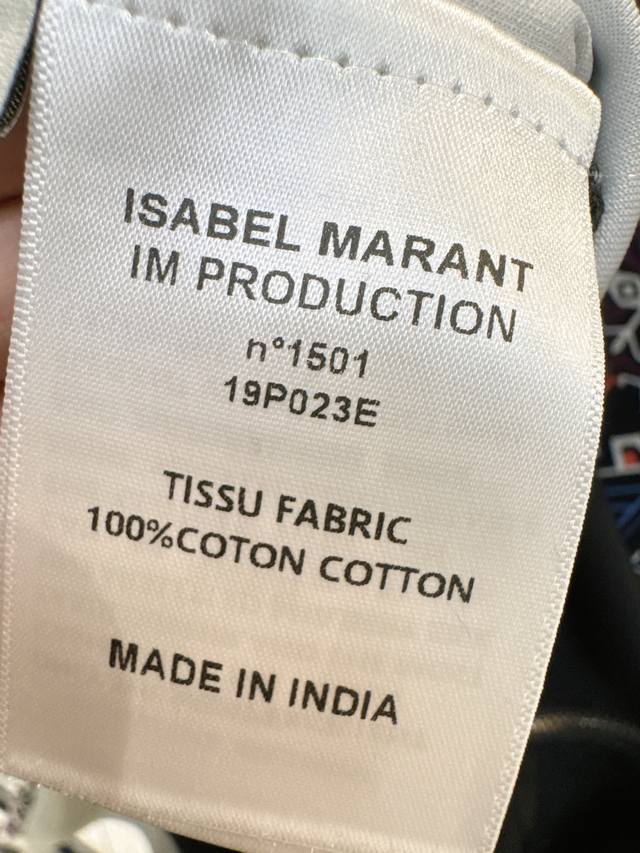 ISABEL MARANT
IM PRODUCTION
n°1501
19P023E
TISSU FABRIC
100%COTON COTTON
MADE IN INDIA